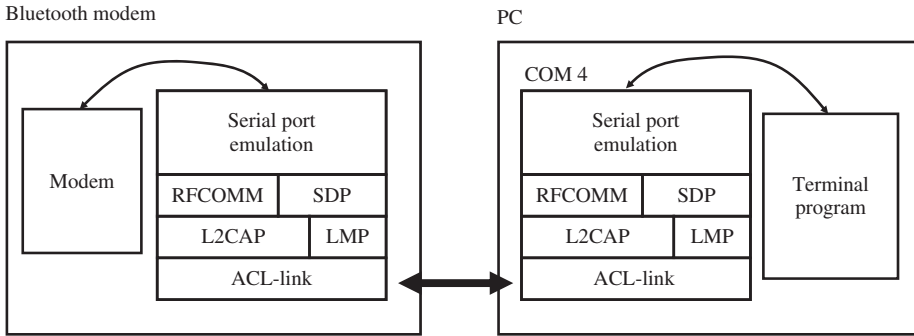 Bluetooth modem
PC
COM 4
Serial port
emulation
Modem
RFCOMM
SDP
L2CAP
LMP
ACL-link
Serial port
emulation
Terminal
program
RFCOMM
SDP
L2CAP
LMP
ACL-link